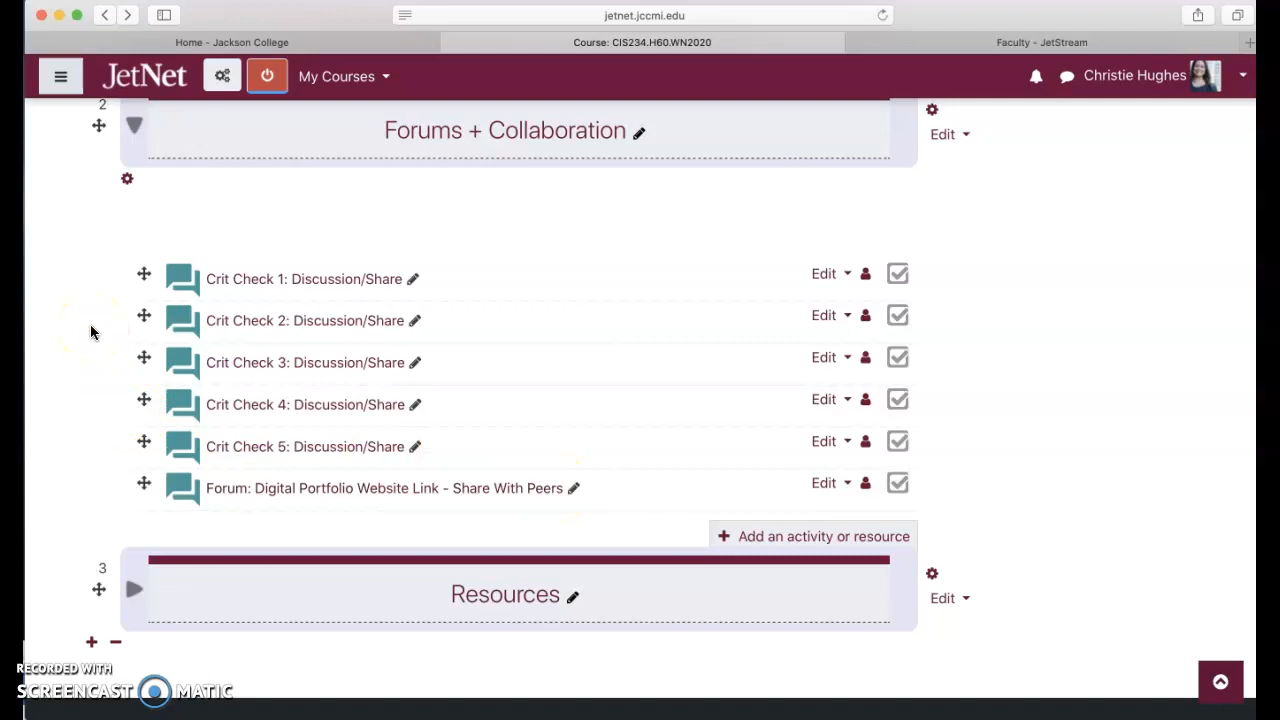 jetnet.jccmi.edu
Home - Jackson College
Course: CIS234.H60.WN2020
Faculty - JetStream
JetNet
My Courses
Christie Hughes
2
Forums + Collaboration
Edit
Crit Check 1: Discussion/Share
Edit
Crit Check 2: Discussion/Share
Edit
Crit Check 3: Discussion/Share
Edit
Crit Check 4: Discussion/Share
Edit
Crit Check 5: Discussion/Share
Edit
Forum: Digital Portfolio Website Link - Share With Peers
Edit
+ Add an activity or resource
3
Resources
Edit
RECORDED WITH
SCREENCAST MATIC